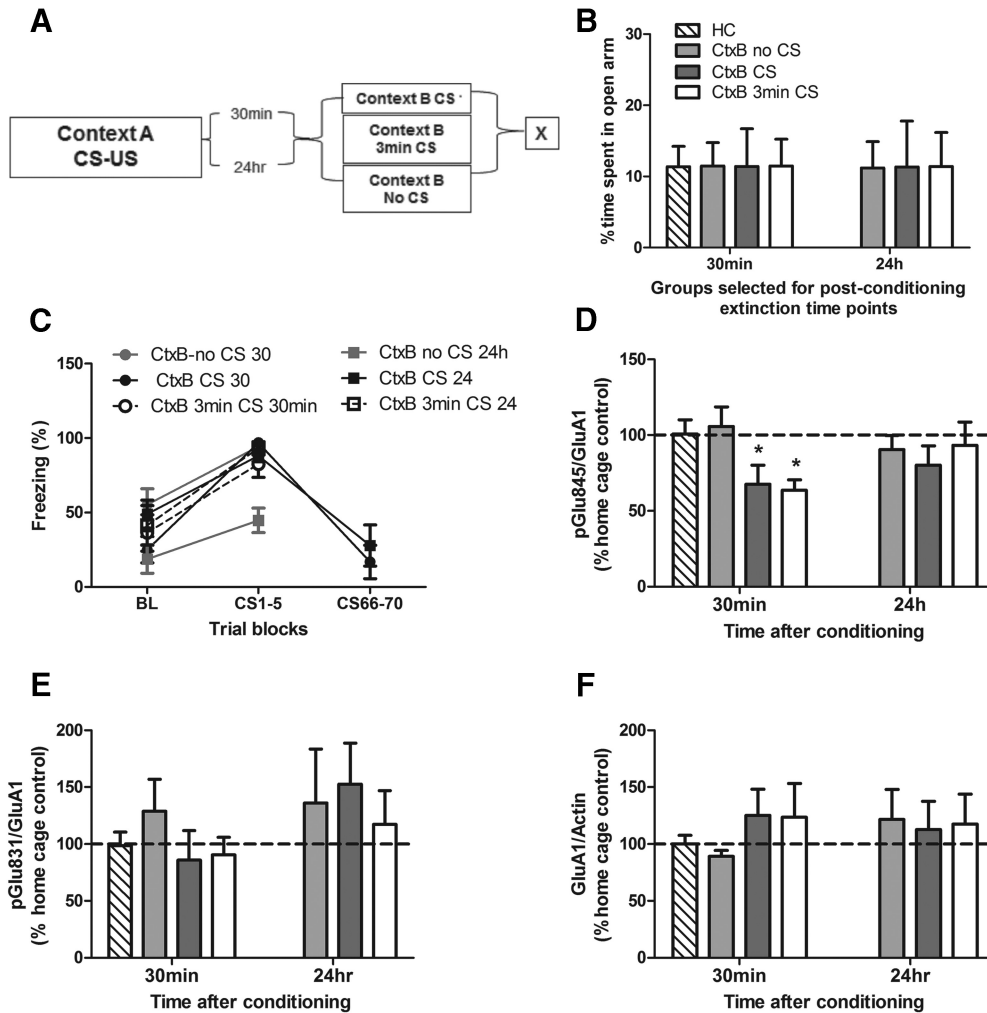 A
Context A
CS-US
30min
24hr
Context B CS
Context B
3min CS
Context B
No CS
X
B
HC
CtxB no CS
CtxB CS
CtxB 3min CS
%time spent in open arm
30
20
10
0
30min
24h
Groups selected for post-conditioning
extinction time points
C
CtxB-no CS 30
CtxB CS 30
CtxB 3min CS 30min
CtxB no CS 24h
CtxB CS 24
CtxB 3min CS 24
Freezing (%)
150
100
50
0
BL
CS1-5
CS66-70
Trial blocks
D
pGlu845/GluA1
(% home cage control)
150
100
50
0
*
*
30min
24h
Time after conditioning
E
pGlu831/GluA1
(% home cage control)
200
150
100
50
0
30min
24hr
Time after conditioning
F
GluA1/Actin
(% home cage control)
200
150
100
50
0
30min
24hr
Time after conditioning